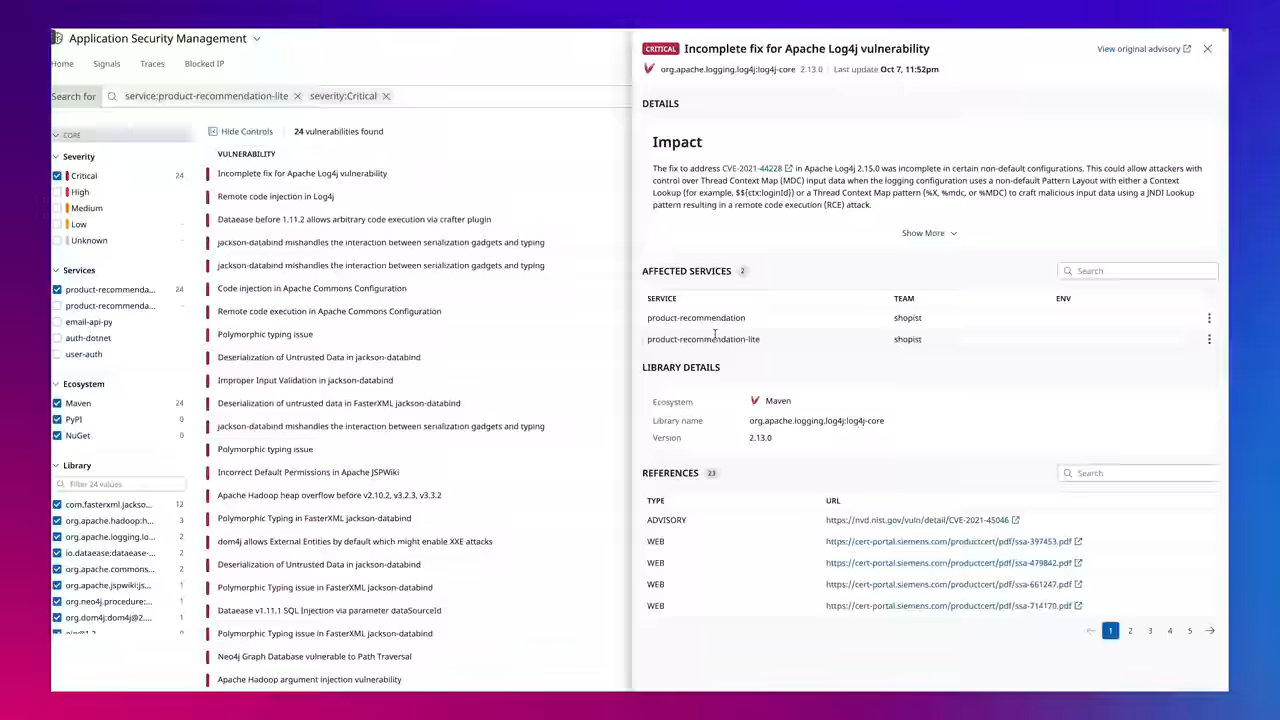 Application Security Management
Home Signals Traces Blocked IP
Search for service:product-recommendation-lite severity:Critical
CORE
Severity
Critical 24
High
Medium
Low -
Unknown -
Services
product-recommenda... 24
product-recommenda... -
email-api-py
auth-dotnet
user-auth
Ecosystem
Maven 24
PyPI 0
NuGet 0
Library
Filter 24 values
com.fasterxml.jackso... 12
org.apache.hadoop:h... 3
org.apache.logging.lo... 2
io.dataease:dataease-... 2
org.apache.commons... 2
org.apache.jspwiki:js... 1
org.neo4j.procedure:... 1
org.dom4j:dom4j@2.... 1
Hide Controls 24 vulnerabilities found
VULNERABILITY
Incomplete fix for Apache Log4j vulnerability
Remote code injection in Log4j
Dataease before 1.11.2 allows arbitrary code execution via crafter plugin
jackson-databind mishandles the interaction between serialization gadgets and typing
jackson-databind mishandles the interaction between serialization gadgets and typing
Code injection in Apache Commons Configuration
Remote code execution in Apache Commons Configuration
Polymorphic typing issue
Deserialization of Untrusted Data in jackson-databind
Improper Input Validation in jackson-databind
Deserialization of untrusted data in FasterXML jackson-databind
jackson-databind mishandles the interaction between serialization gadgets and typing
Polymorphic typing issue
Incorrect Default Permissions in Apache JSPWiki
Apache Hadoop heap overflow before v2.10.2, v3.2.3, v3.3.2
Polymorphic Typing in FasterXML jackson-databind
dom4j allows External Entities by default which might enable XXE attacks
Deserialization of Untrusted Data in jackson-databind
Polymorphic Typing issue in FasterXML jackson-databind
Dataease v1.11.1 SQL Injection via parameter dataSourceId
Polymorphic Typing issue in FasterXML jackson-databind
Neo4j Graph Database vulnerable to Path Traversal
Apache Hadoop argument injection vulnerability
CRITICAL Incomplete fix for Apache Log4j vulnerability View original advisory
org.apache.logging.log4j:log4j-core 2.13.0 Last update Oct 7, 11:52pm
DETAILS
Impact
The fix to address CVE-2021-44228 in Apache Log4j 2.15.0 was incomplete in certain non-default configurations. This could allow attackers with
control over Thread Context Map (MDC) input data when the logging configuration uses a non-default Pattern Layout with either a Context
Lookup (for example, $${ctx:loginId}) or a Thread Context Map pattern (%X, %mdc, or %MDC) to craft malicious input data using a JNDI Lookup
pattern resulting in a remote code execution (RCE) attack.
Show More
AFFECTED SERVICES 2 Search
SERVICE TEAM ENV
product-recommendation shopist
product-recommendation-lite shopist
LIBRARY DETAILS
Ecosystem Maven
Library name org.apache.logging.log4j:log4j-core
Version 2.13.0
REFERENCES 23 Search
TYPE URL
ADVISORY https://nvd.nist.gov/vuln/detail/CVE-2021-45046
WEB https://cert-portal.siemens.com/productcert/pdf/ssa-397453.pdf
WEB https://cert-portal.siemens.com/productcert/pdf/ssa-479842.pdf
WEB https://cert-portal.siemens.com/productcert/pdf/ssa-661247.pdf
WEB https://cert-portal.siemens.com/productcert/pdf/ssa-714170.pdf
1 2 3 4 5